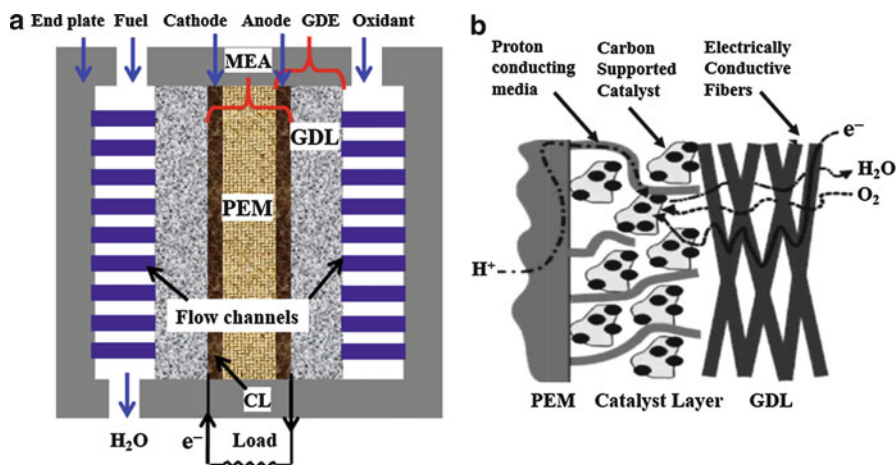 a
End plate Fuel Cathode Anode GDE Oxidant
MEA
GDL
PEM
Flow channels
CL
H₂O e⁻ Load
b
Proton
conducting
media
Carbon
Supported
Catalyst
Electrically
Conductive
Fibers
e⁻
H₂O
O₂
H⁺
PEM Catalyst Layer GDL